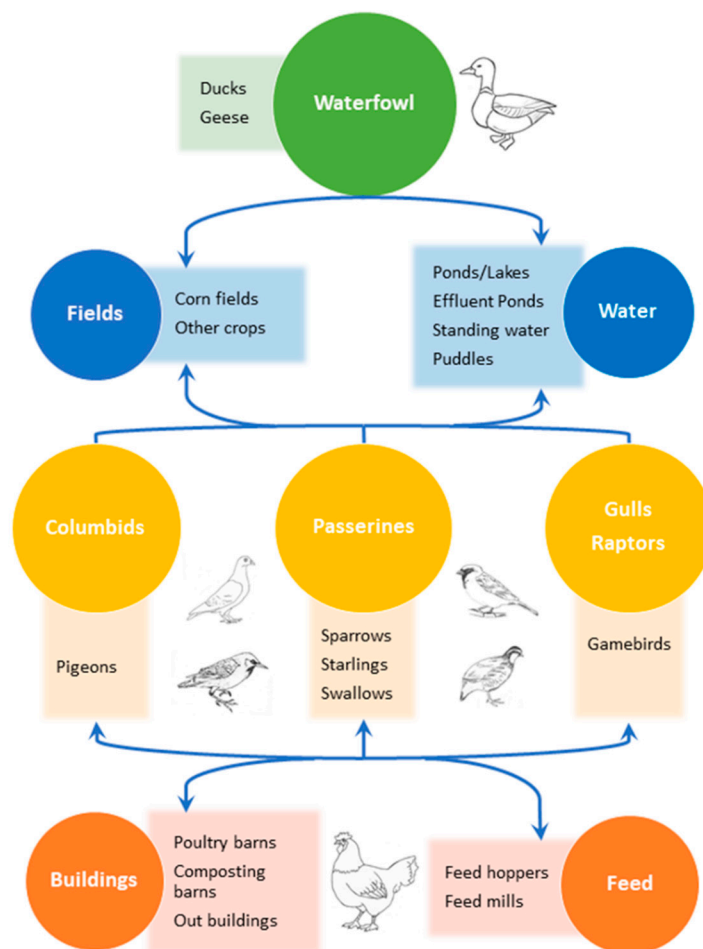 Ducks
Geese
Waterfowl
Fields
Corn fields
Other crops
Ponds/Lakes
Effluent Ponds
Standing water
Puddles
Water
Columbids
Passerines
Gulls
Raptors
Pigeons
Sparrows
Starlings
Swallows
Gamebirds
Buildings
Poultry barns
Composting
barns
Out buildings
Feed hoppers
Feed mills
Feed